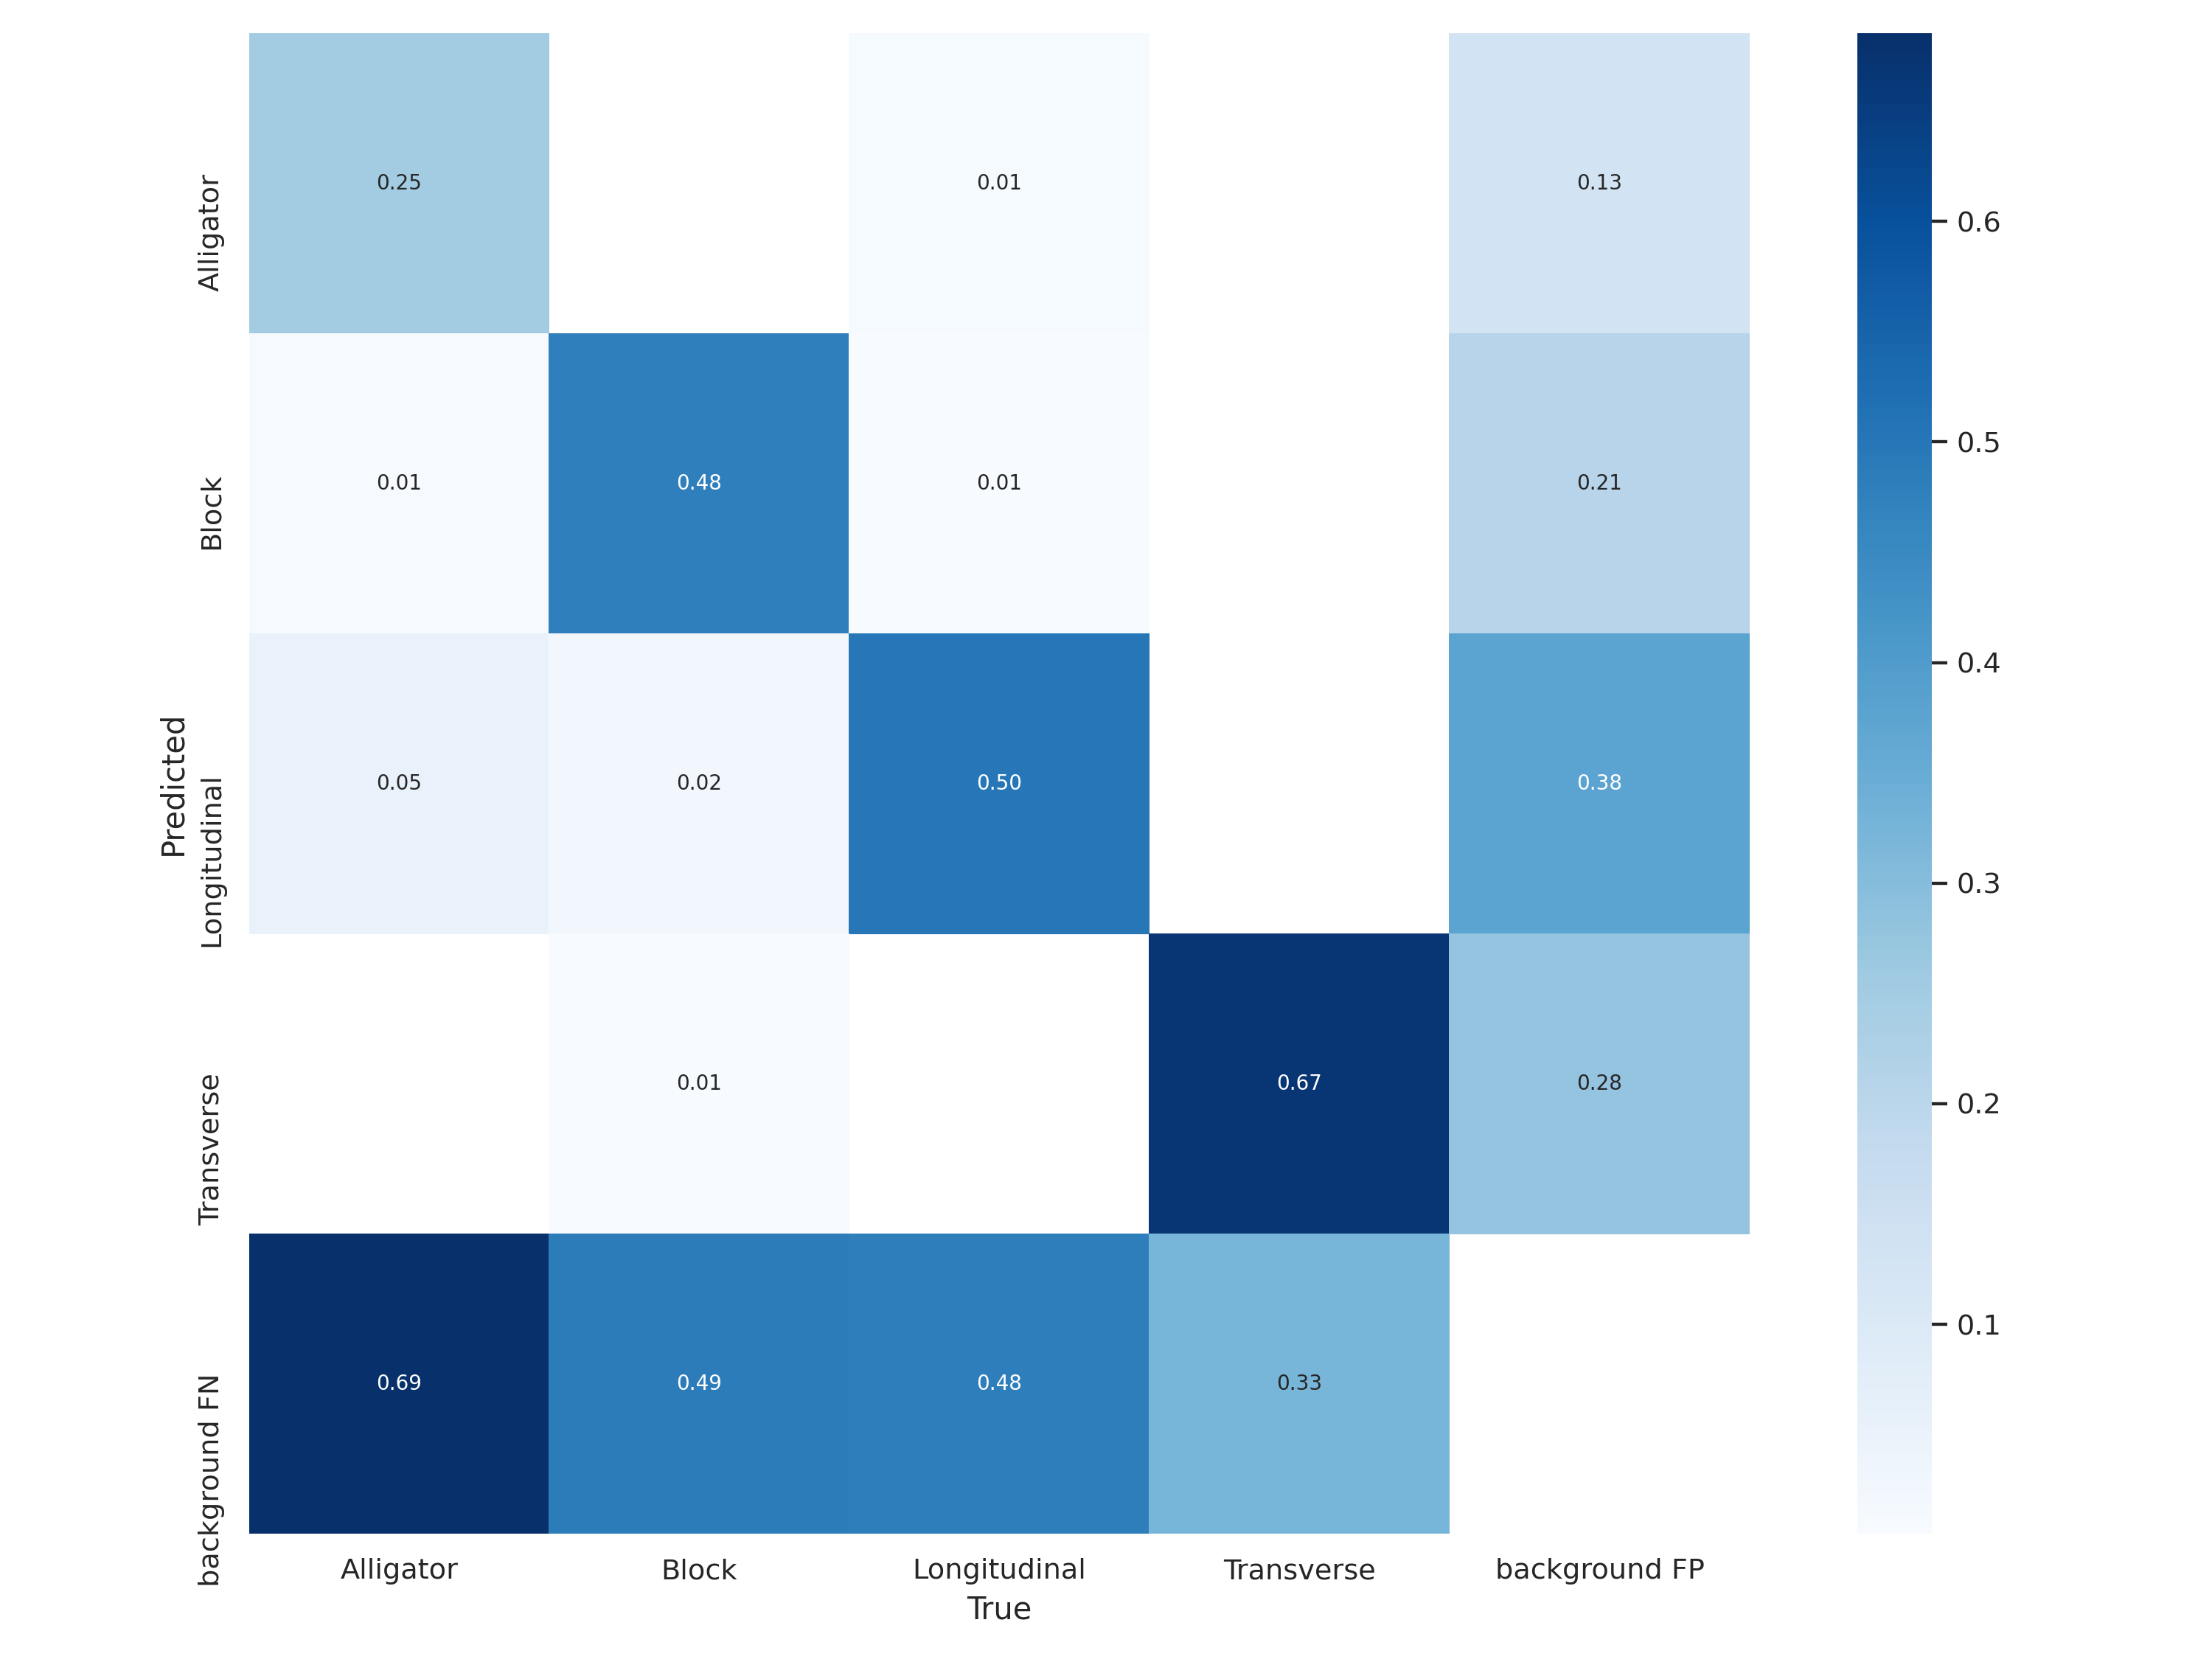 Predicted
Alligator
0.25 0.01 0.13
Block
0.01 0.48 0.01 0.21
Longitudinal
0.05 0.02 0.50 0.38
Transverse
0.01 0.67 0.28
background FN
0.69 0.49 0.48 0.33
Alligator Block Longitudinal Transverse background FP
True
0.6
0.5
0.4
0.3
0.2
0.1